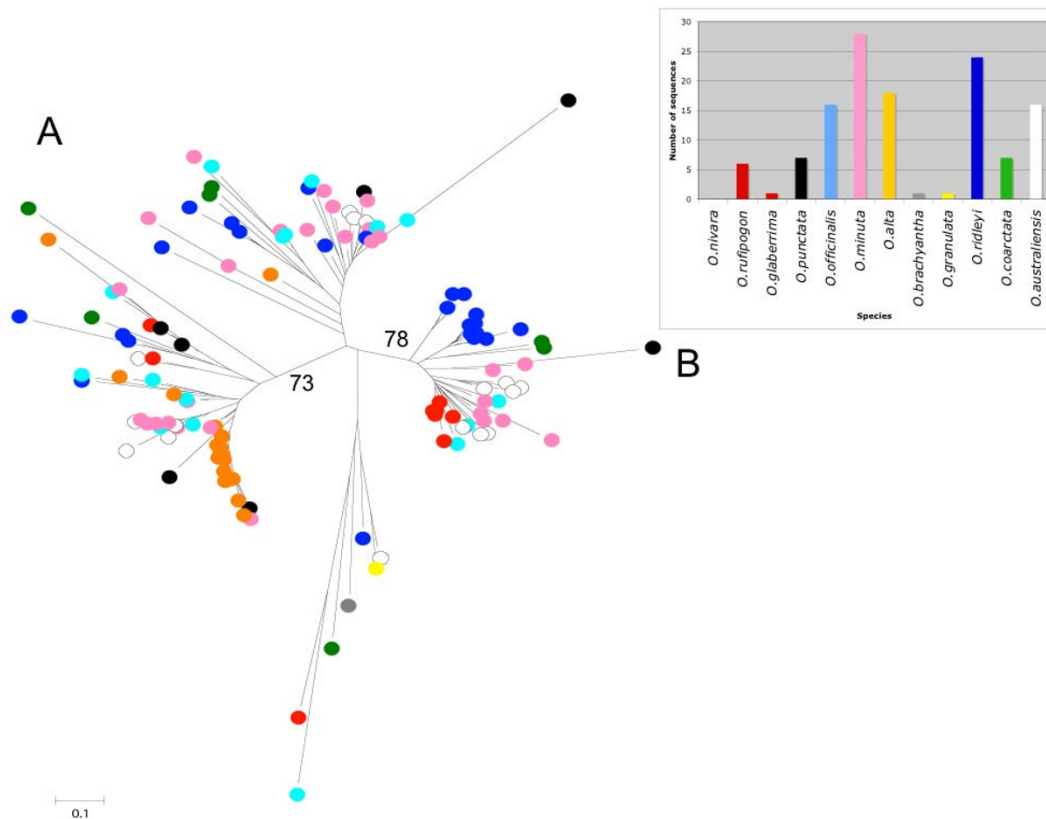 A
B
78
73
0.1
30
25
20
15
10
5
0
Number of sequences
O.nivara
O.rufipogon
O.glaberrima
O.punctata
O.officinalis
O.minuta
O.alta
O.brachyantha
O.granulata
O.ridleyi
O.coarctata
O.australiensis
Species